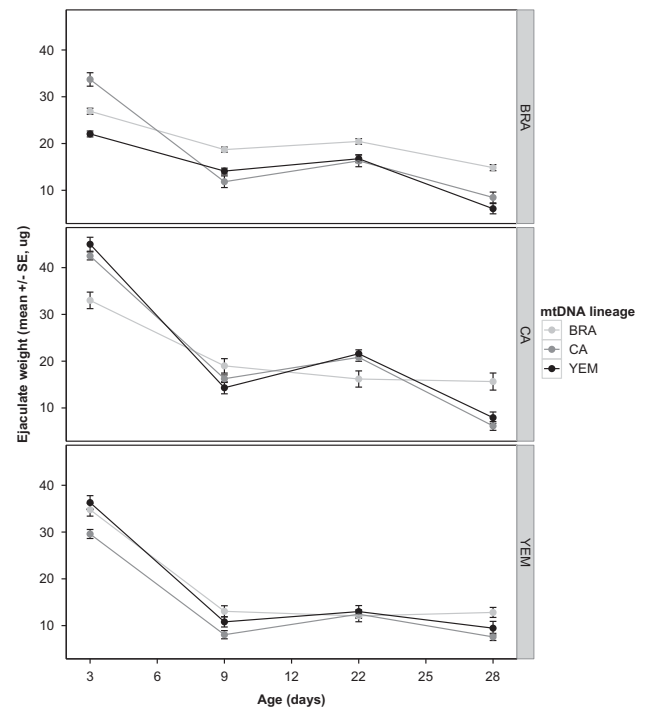 40
30
20
10
BRA
40
30
20
10
CA
40
30
20
10
YEM
Ejaculate weight (mean +/- SE, ug)
3 6 9 12 22 25 28
Age (days)
mtDNA lineage
BRA
CA
YEM